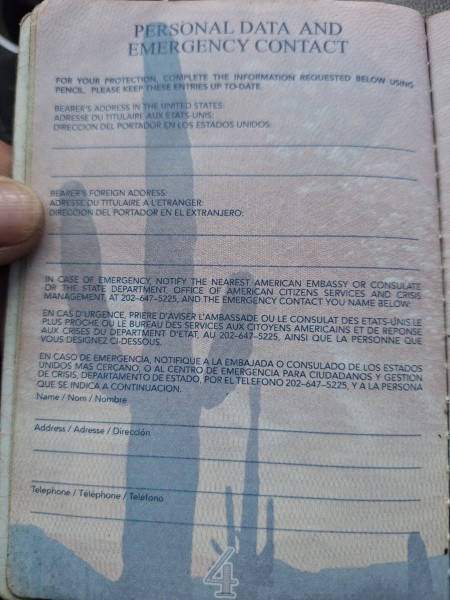 PERSONAL DATA AND
EMERGENCY CONTACT
FOR YOUR PROTECTION, COMPLETE THE INFORMATION REQUESTED BELOW USING
PENCIL. PLEASE KEEP THESE ENTRIES UP-TO-DATE.
BEARER'S ADDRESS IN THE UNITED STATES:
ADRESSE DU TITULAIRE AUX ETATS-UNIS:
DIRECCION DEL PORTADOR EN LOS ESTADOS UNIDOS:
BEARER'S FOREIGN ADDRESS:
ADRESSE DU TITULAIRE A L'ETRANGER:
DIRECCION DEL PORTADOR EN EL EXTRANJERO:
IN CASE OF EMERGENCY, NOTIFY THE NEAREST AMERICAN EMBASSY OR CONSULATE
OR THE STATE DEPARTMENT, OFFICE OF AMERICAN CITIZENS SERVICES AND CRISIS
MANAGEMENT, AT 202-647-5225, AND THE EMERGENCY CONTACT YOU NAME BELOW:
EN CAS D'URGENCE, PRIERE D'AVISER L'AMBASSADE OU LE CONSULAT DES ETATS-UNIS LE
PLUS PROCHE OU LE BUREAU DES SERVICES AUX CITOYENS AMERICAINS ET DE REPONSE
AUX CRISES DU DEPARTEMENT D'ETAT, AU 202-647-5225, AINSI QUE LA PERSONNE QUE
VOUS DESIGNEZ CI-DESSOUS.
EN CASO DE EMERGENCIA, NOTIFIQUE A LA EMBAJADA O CONSULADO DE LOS ESTADOS
UNIDOS MAS CERCANO, O AL CENTRO DE EMERGENCIA PARA CIUDADANOS Y GESTION
DE CRISIS, DEPARTAMENTO DE ESTADO, POR EL TELEFONO 202-647-5225, Y A LA PERSONA
QUE SE INDICA A CONTINUACION.
Name / Nom / Nombre
Address / Adresse / Dirección
Telephone / Téléphone / Teléfono
4